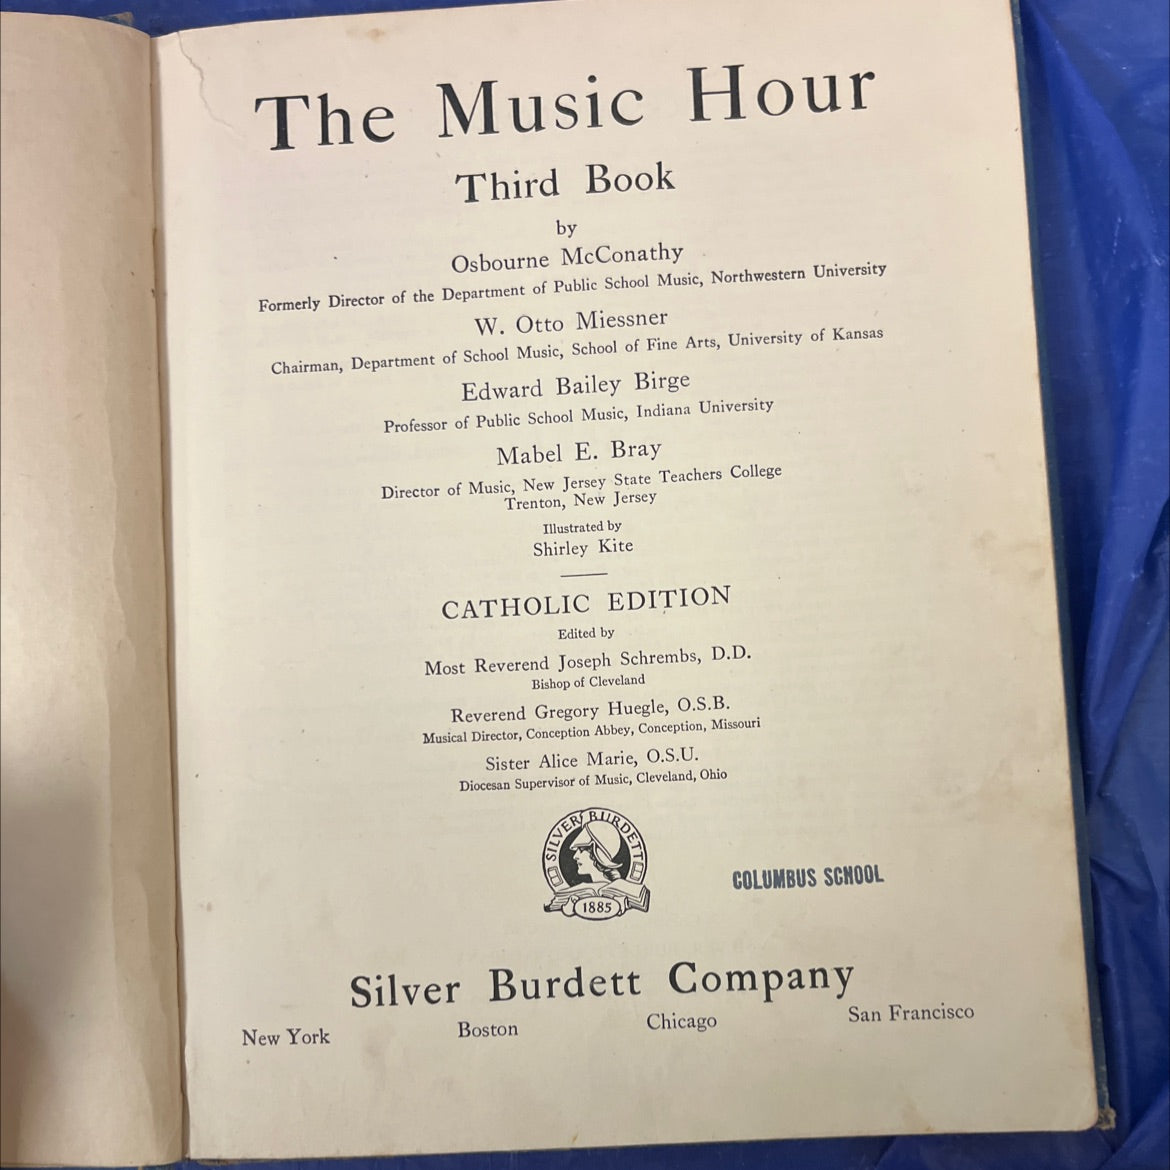 The Music Hour
Third Book
by
Osbourne McConathy
Formerly Director of the Department of Public School Music, Northwestern University
W. Otto Miessner
Chairman, Department of School Music, School of Fine Arts, University of Kansas
Edward Bailey Birge
Professor of Public School Music, Indiana University
Mabel E. Bray
Director of Music, New Jersey State Teachers College
Trenton, New Jersey
Illustrated by
Shirley Kite
CATHOLIC EDITION
Edited by
Most Reverend Joseph Schrembs, D.D.
Bishop of Cleveland
Reverend Gregory Huegle, O.S.B.
Musical Director, Conception Abbey, Conception, Missouri
Sister Alice Marie, O.S.U.
Diocesan Supervisor of Music, Cleveland, Ohio
SILVER BURDETT
1885
COLUMBUS SCHOOL
Silver Burdett Company
New York Boston Chicago San Francisco